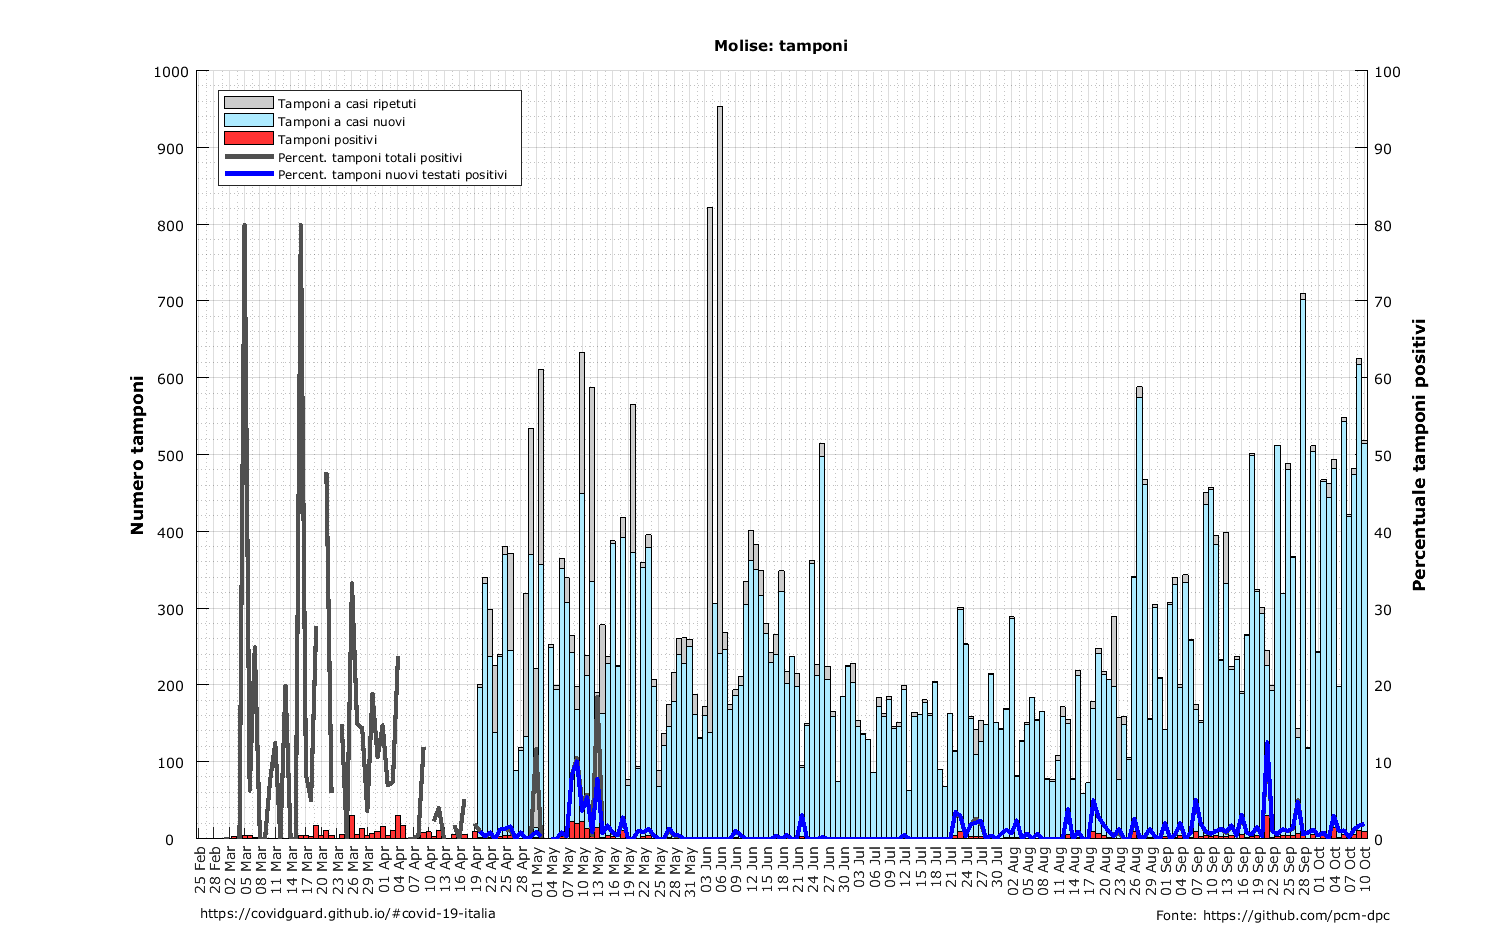 Molise: tamponi
Tamponi a casi ripetuti
Tamponi a casi nuovi
Tamponi positivi
Percent. tamponi totali positivi
Percent. tamponi nuovi testati positivi
Numero tamponi
1000
900
800
700
600
500
400
300
200
100
0
100
90
80
70
60
50
40
30
20
10
0
Percentuale tamponi positivi
25 Feb
28 Feb
02 Mar
05 Mar
08 Mar
11 Mar
14 Mar
17 Mar
20 Mar
23 Mar
26 Mar
29 Mar
01 Apr
04 Apr
07 Apr
10 Apr
13 Apr
16 Apr
19 Apr
22 Apr
25 Apr
28 Apr
01 May
04 May
07 May
10 May
13 May
16 May
19 May
22 May
25 May
28 May
31 May
03 Jun
06 Jun
09 Jun
12 Jun
15 Jun
18 Jun
21 Jun
24 Jun
27 Jun
30 Jun
03 Jul
06 Jul
09 Jul
12 Jul
15 Jul
18 Jul
21 Jul
24 Jul
27 Jul
30 Jul
02 Aug
05 Aug
08 Aug
11 Aug
14 Aug
17 Aug
20 Aug
23 Aug
26 Aug
29 Aug
01 Sep
04 Sep
07 Sep
10 Sep
13 Sep
16 Sep
19 Sep
22 Sep
25 Sep
28 Sep
01 Oct
04 Oct
07 Oct
10 Oct
https://covidguard.github.io/#covid-19-italia
Fonte: https://github.com/pcm-dpc